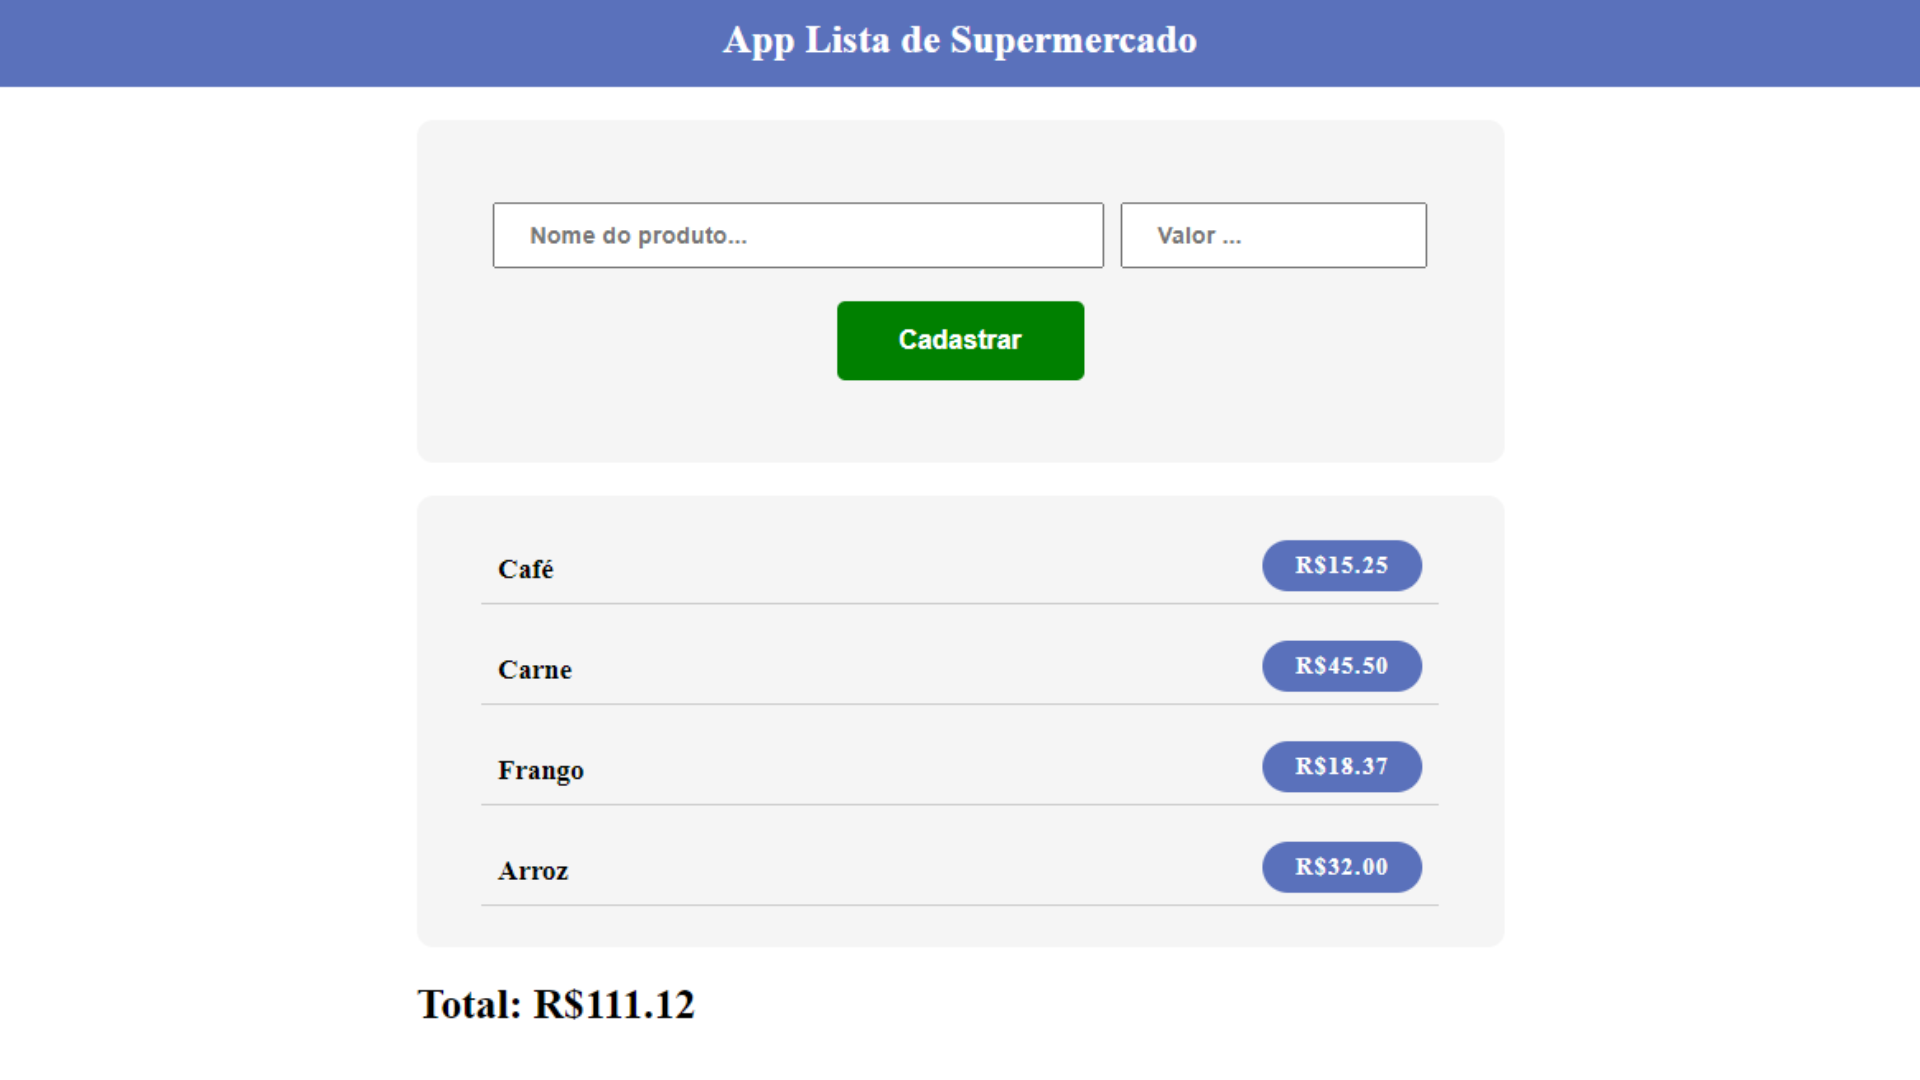 App Lista de Supermercado
Nome do produto... Valor ...
Cadastrar
Café R$15.25
Carne R$45.50
Frango R$18.37
Arroz R$32.00
Total: R$111.12